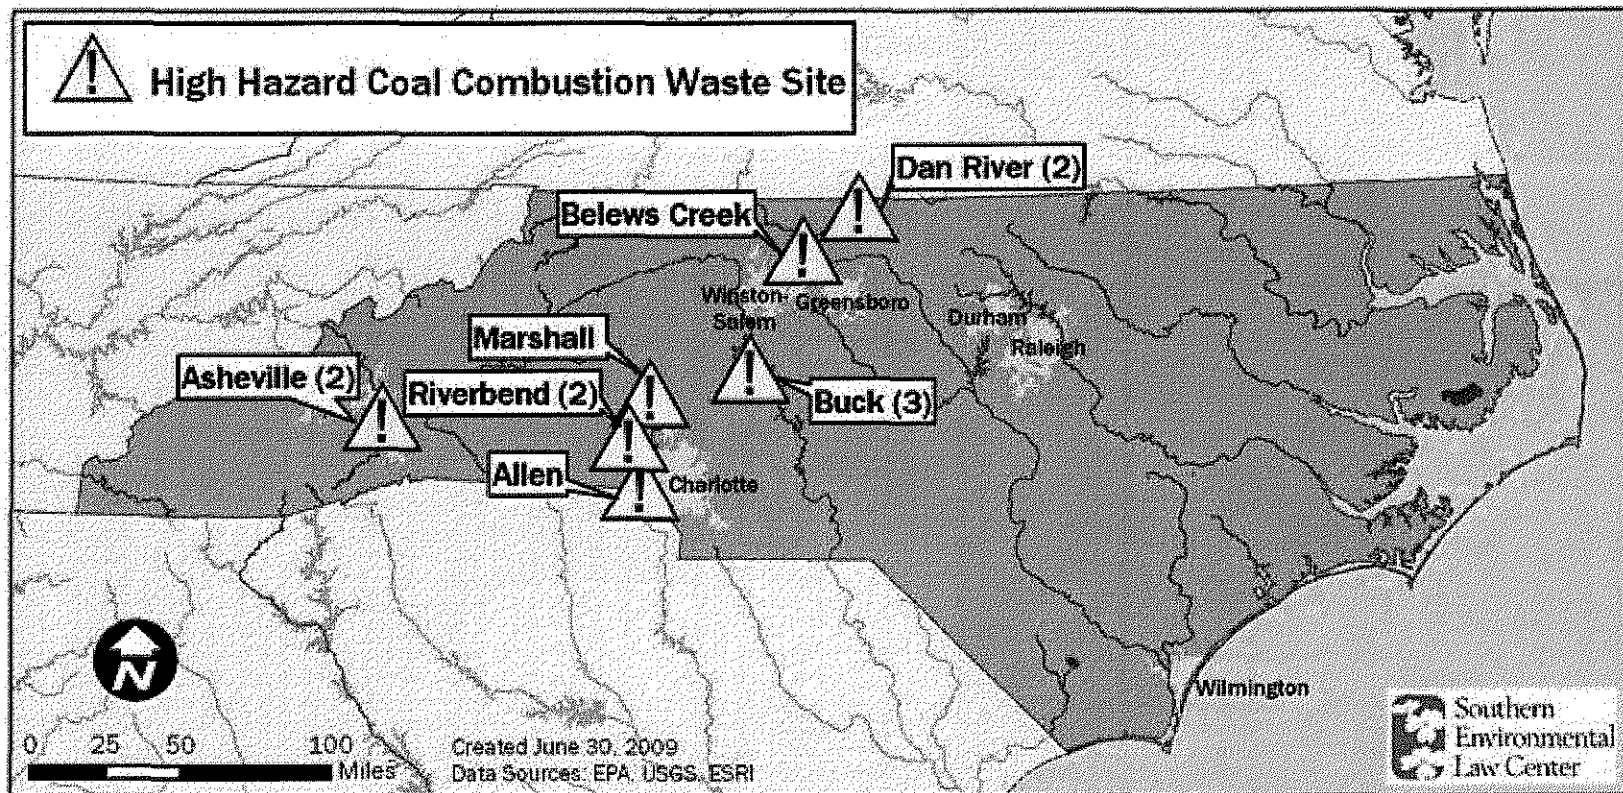 ! High Hazard Coal Combustion Waste Site
Dan River (2)
!
Belews Creek
!
Winston-
Salem
Greensboro
Durham
Raleigh
Marshall
!
Asheville (2)
!
Riverbend (2)
!
!
Buck (3)
Allen
!
Charlotte
Wilmington
N
0 25 50 100
Miles
Created June 30, 2009
Data Sources: EPA, USGS, ESRI
Southern
Environmental
Law Center